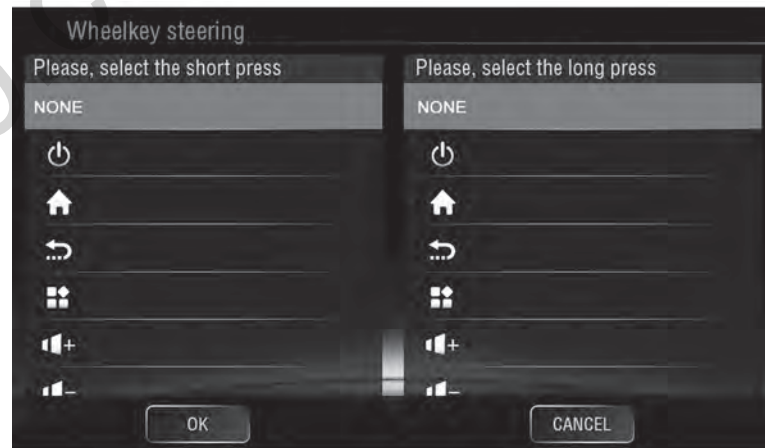 Wheelkey steering
Please, select the short press
Please, select the long press
NONE
NONE
+
+
−
−
OK
CANCEL